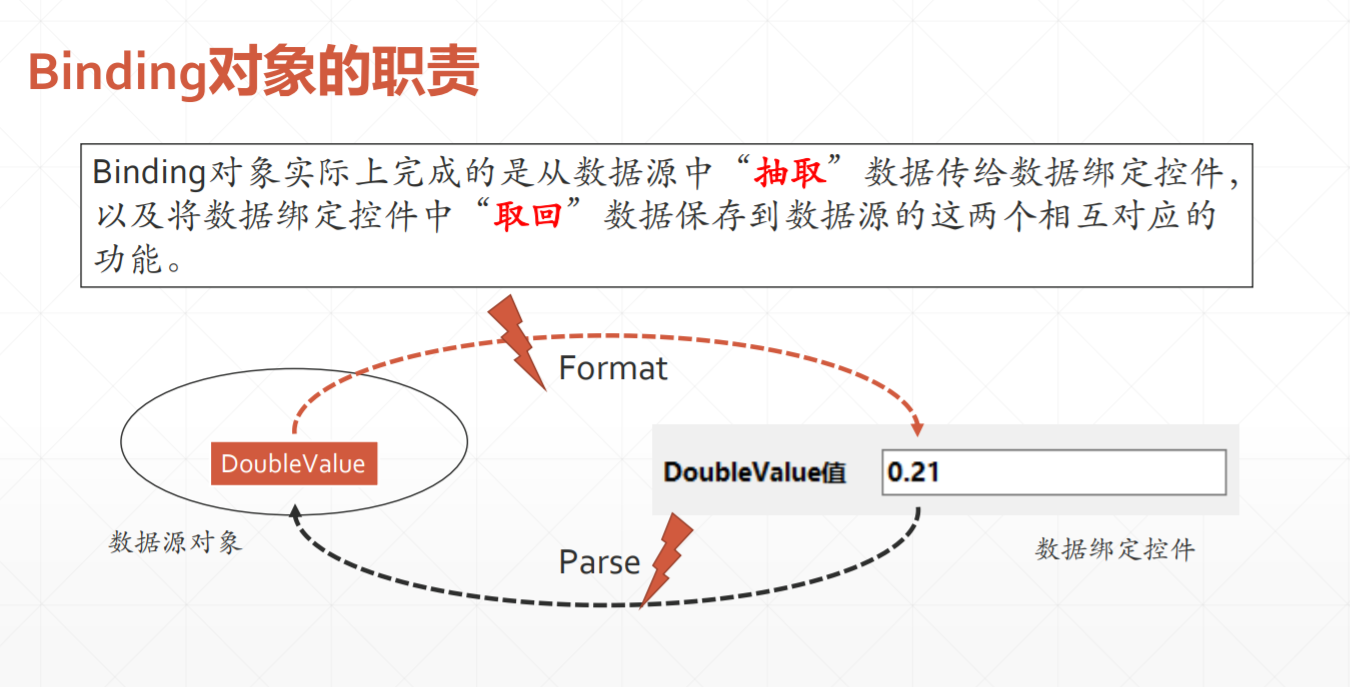 Binding对象的职责
Binding对象实际上完成的是从数据源中“抽取”数据传给数据绑定控件，
以及将数据绑定控件中“取回”数据保存到数据源的这两个相互对应的
功能。
Format
DoubleValue
DoubleValue值
0.21
数据源对象
Parse
数据绑定控件